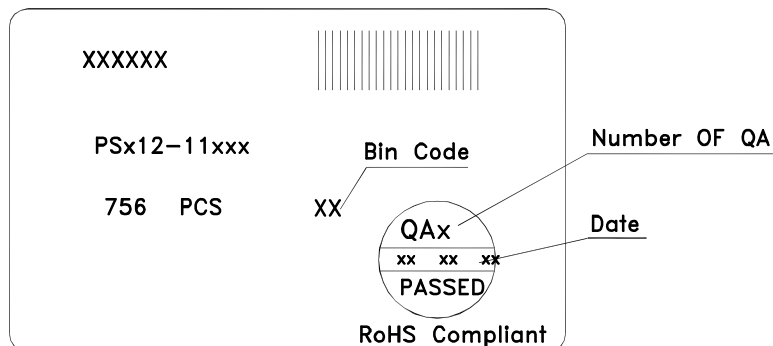 XXXXXX
PSx12-11xxx
Bin Code
Number OF QA
756 PCS
XX
QAx
Date
xx xx xx
PASSED
RoHS Compliant